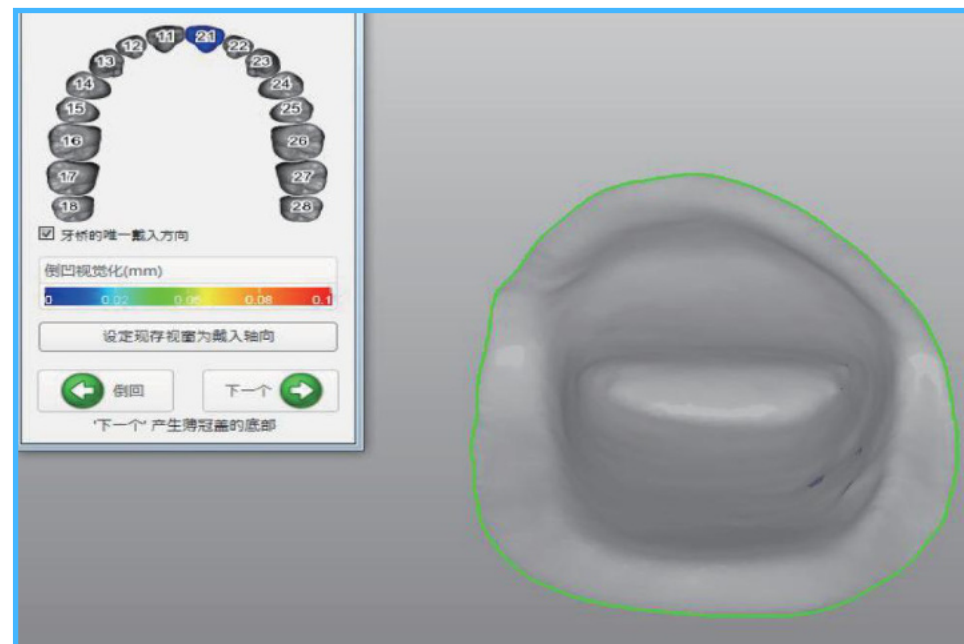 11 21
12 22
13 23
14 24
15 25
16 26
17 27
18 28
牙桥的唯一戴入方向
倒凹视觉化(mm)
0 0.02 0.05 0.08 0.1
设定现存视窗为戴入轴向
倒回 下一个
'下一个' 产生薄冠盖的底部